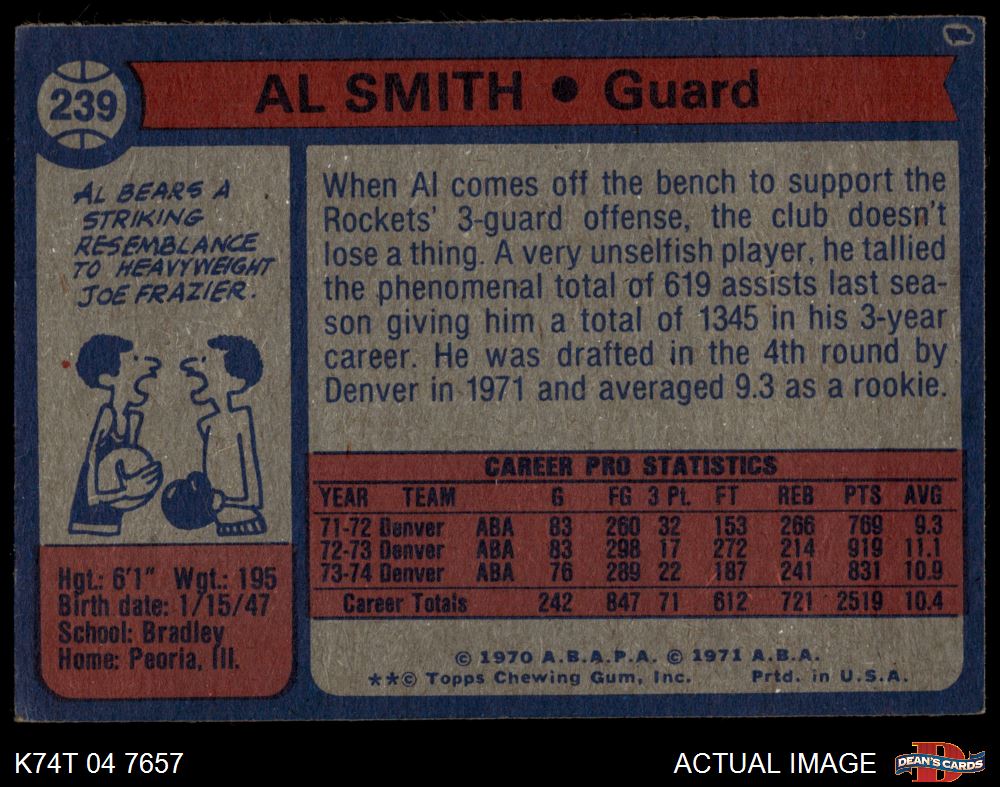 239
AL SMITH ● Guard
AL BEARS A
STRIKING
RESEMBLANCE
TO HEAVYWEIGHT
JOE FRAZIER.
Hgt.: 6'1" Wgt.: 195
Birth date: 1/15/47
School: Bradley
Home: Peoria, Ill.
When Al comes off the bench to support the
Rockets' 3-guard offense, the club doesn't
lose a thing. A very unselfish player, he tallied
the phenomenal total of 619 assists last sea-
son giving him a total of 1345 in his 3-year
career. He was drafted in the 4th round by
Denver in 1971 and averaged 9.3 as a rookie.
CAREER PRO STATISTICS
YEAR TEAM G FG 3 Pt. FT REB PTS AVG
71-72 Denver ABA 83 260 32 153 266 769 9.3
72-73 Denver ABA 83 298 17 272 214 919 11.1
73-74 Denver ABA 76 289 22 187 241 831 10.9
Career Totals 242 847 71 612 721 2519 10.4
© 1970 A.B.A.P.A. © 1971 A.B.A.
**© Topps Chewing Gum, Inc. Prtd. in U.S.A.
K74T 04 7657
ACTUAL IMAGE
DEAN'S CARDS